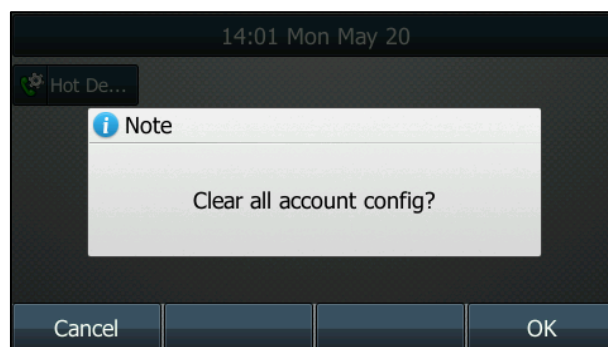 14:01 Mon May 20
Hot De...
Note
Clear all account config?
Cancel OK